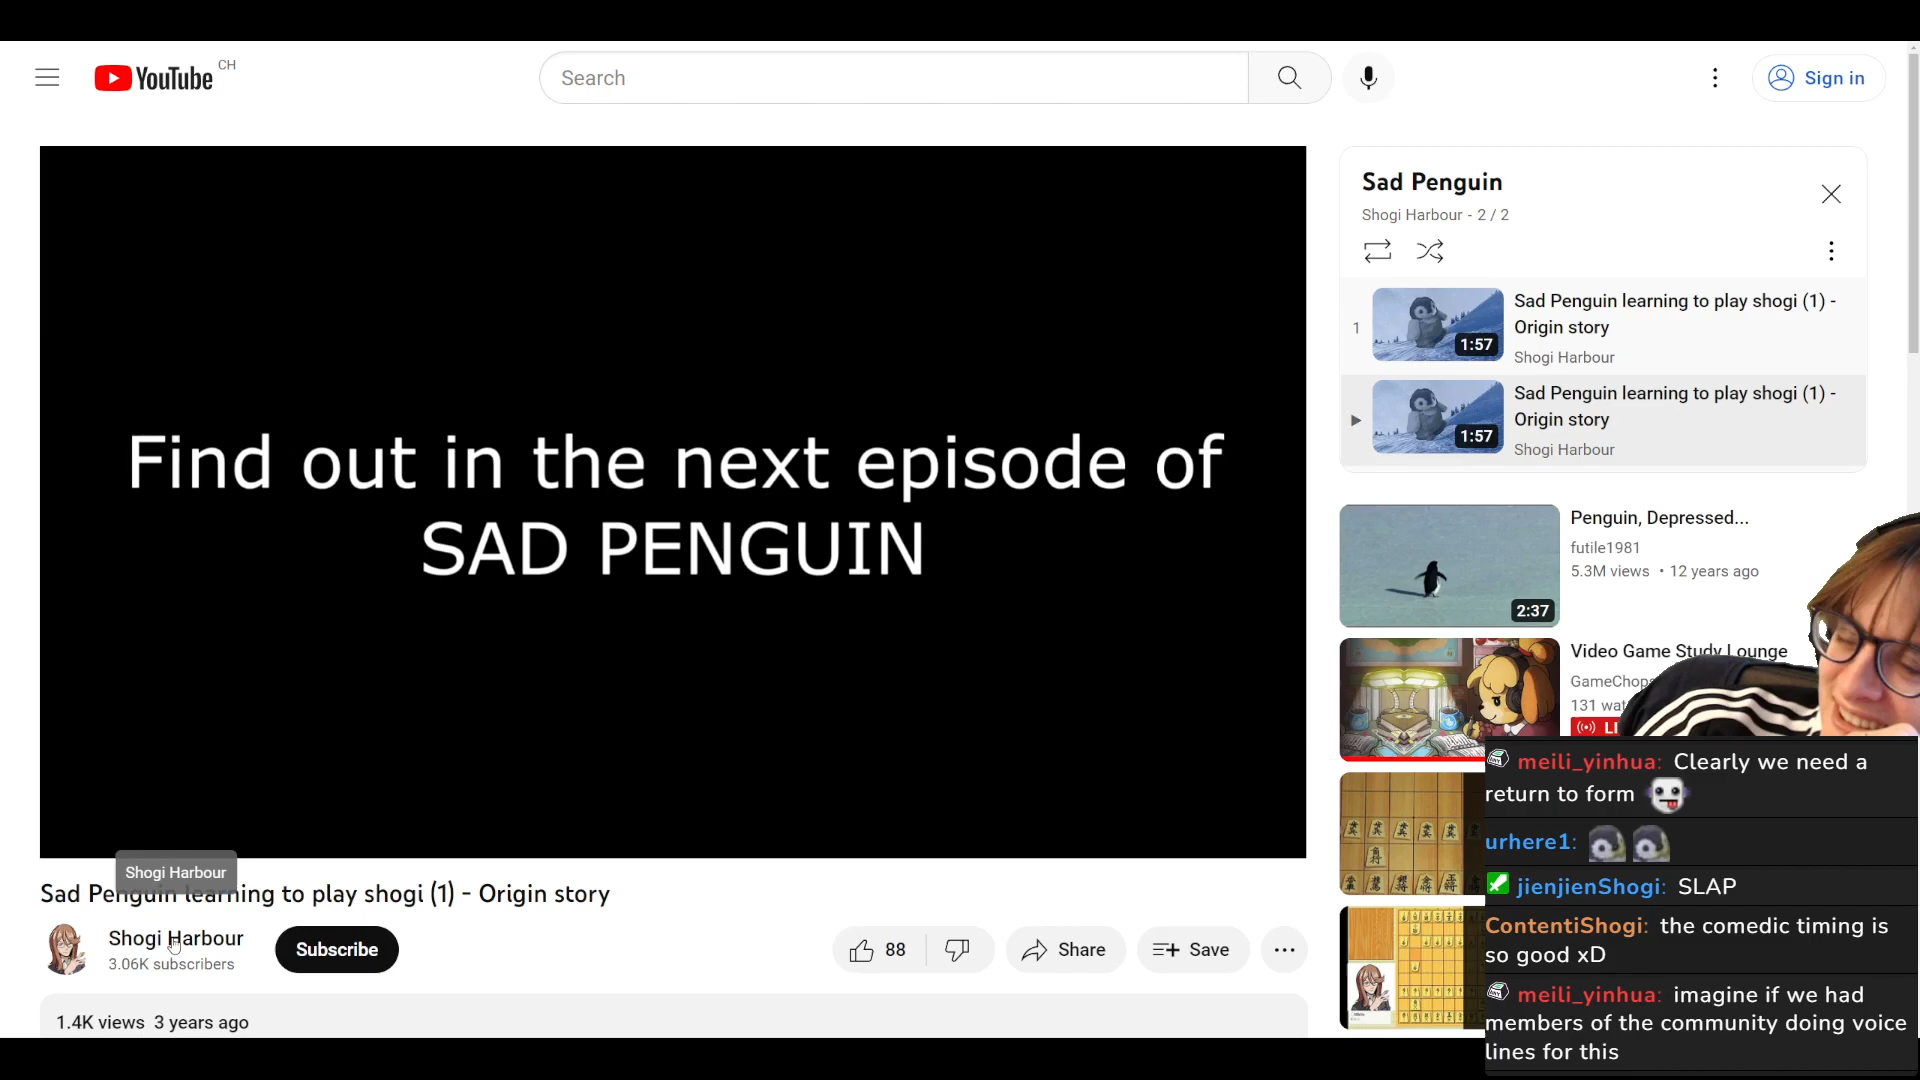 YouTube CH
Search
Sign in
Find out in the next episode of
SAD PENGUIN
Shogi Harbour
Sad Penguin learning to play shogi (1) - Origin story
Shogi Harbour
3.06K subscribers
Subscribe
88
Share
Save
1.4K views 3 years ago
Sad Penguin
Shogi Harbour - 2 / 2
1
1:57
Sad Penguin learning to play shogi (1) -
Origin story
Shogi Harbour
1:57
Sad Penguin learning to play shogi (1) -
Origin story
Shogi Harbour
2:37
Penguin, Depressed...
futile1981
5.3M views • 12 years ago
Video Game Study Lounge
GameChops
131 wat
LI
meili_yinhua: Clearly we need a
return to form
urhere1:
jienjienShogi: SLAP
ContentiShogi: the comedic timing is
so good xD
meili_yinhua: imagine if we had
members of the community doing voice
lines for this